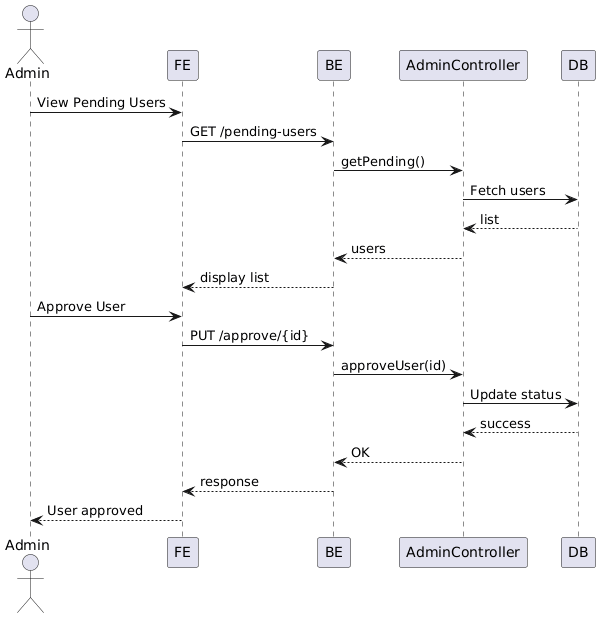 Admin
FE
BE
AdminController
DB
View Pending Users
GET /pending-users
getPending()
Fetch users
list
users
display list
Approve User
PUT /approve/{id}
approveUser(id)
Update status
success
OK
response
User approved
Admin
FE
BE
AdminController
DB